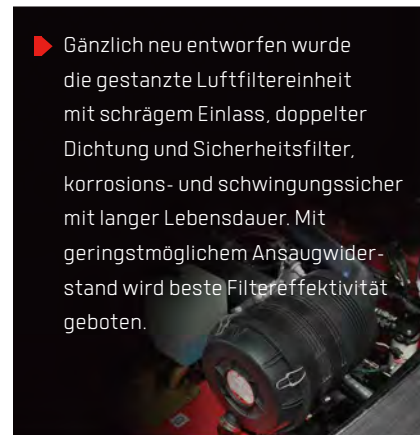 Gänzlich neu entworfen wurde
die gestanzte Luftfiltereinheit
mit schrägem Einlass, doppelter
Dichtung und Sicherheitsfilter,
korrosions- und schwingungssicher
mit langer Lebensdauer. Mit
geringstmöglichem Ansaugwider-
stand wird beste Filtereffektivität
geboten.